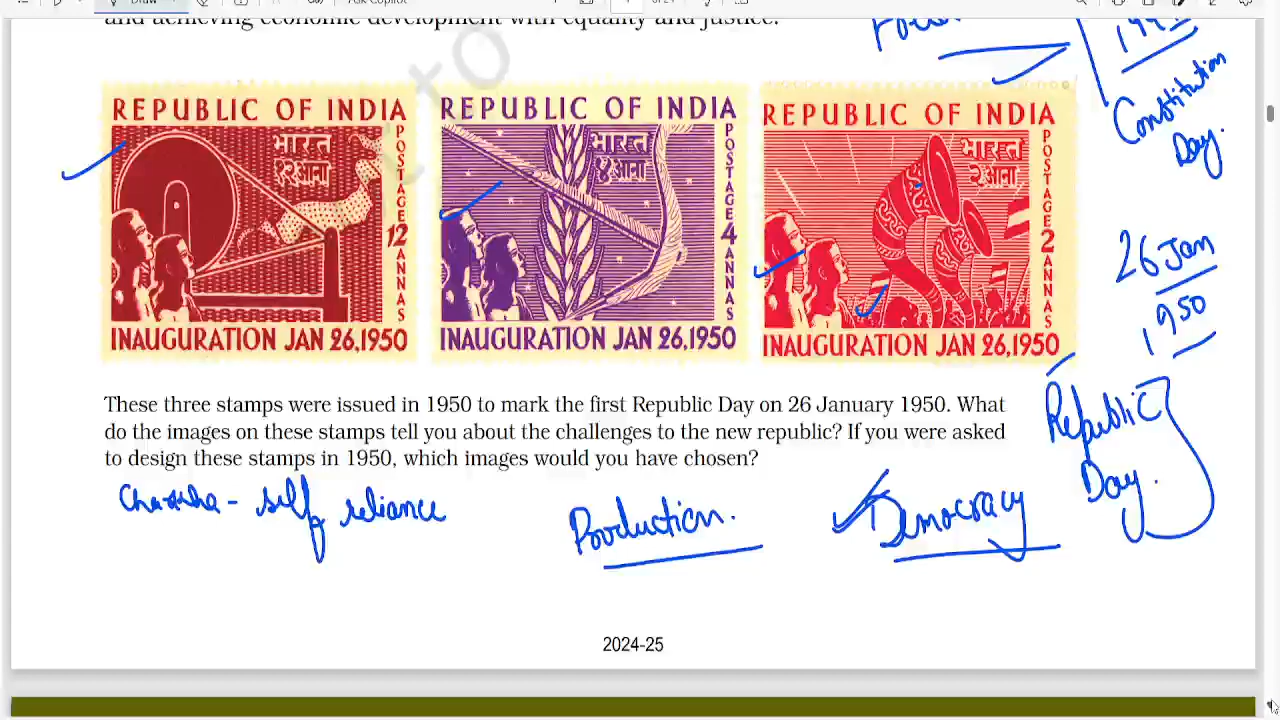 and achieving economic development with equality and justice.
Constitution
Day.
REPUBLIC OF INDIA
भारत
१२ आना
POSTAGE 12 ANNAS
INAUGURATION JAN 26, 1950
REPUBLIC OF INDIA
भारत
४ आना
POSTAGE 4 ANNAS
INAUGURATION JAN 26, 1950
REPUBLIC OF INDIA
भारत
२ आना
POSTAGE 2 ANNAS
INAUGURATION JAN 26, 1950
26 Jan
1950
Republic
Day.
These three stamps were issued in 1950 to mark the first Republic Day on 26 January 1950. What
do the images on these stamps tell you about the challenges to the new republic? If you were asked
to design these stamps in 1950, which images would you have chosen?
Charkha - self reliance
Production.
Democracy
2024-25